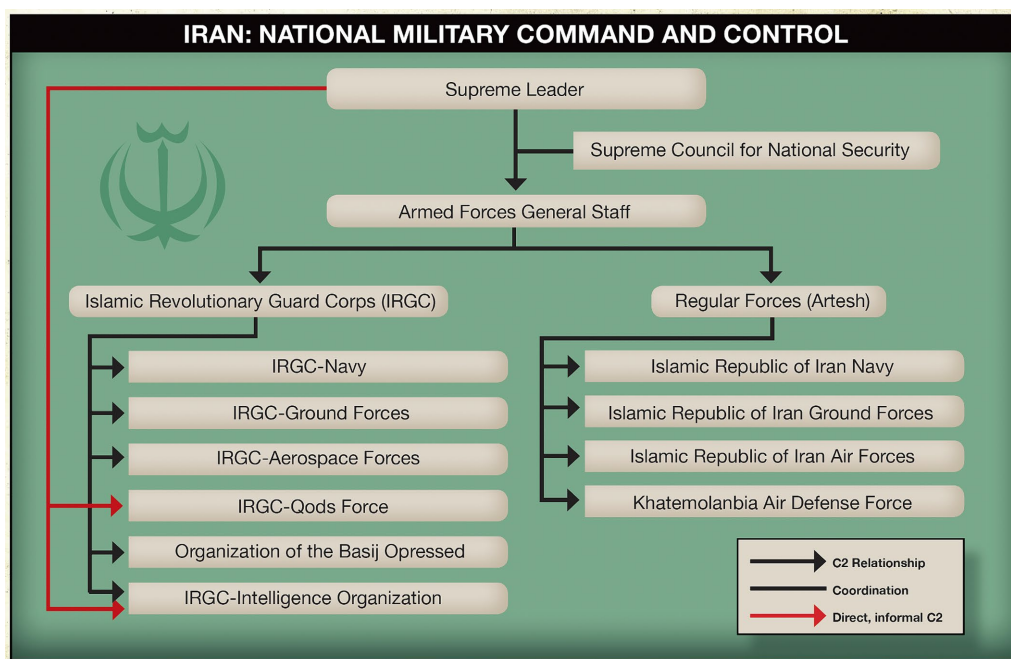 IRAN: NATIONAL MILITARY COMMAND AND CONTROL
Supreme Leader
Supreme Council for National Security
Armed Forces General Staff
Islamic Revolutionary Guard Corps (IRGC)
IRGC-Navy
IRGC-Ground Forces
IRGC-Aerospace Forces
IRGC-Qods Force
Organization of the Basij Opressed
IRGC-Intelligence Organization
Regular Forces (Artesh)
Islamic Republic of Iran Navy
Islamic Republic of Iran Ground Forces
Islamic Republic of Iran Air Forces
Khatemolanbia Air Defense Force
C2 Relationship
Coordination
Direct, informal C2